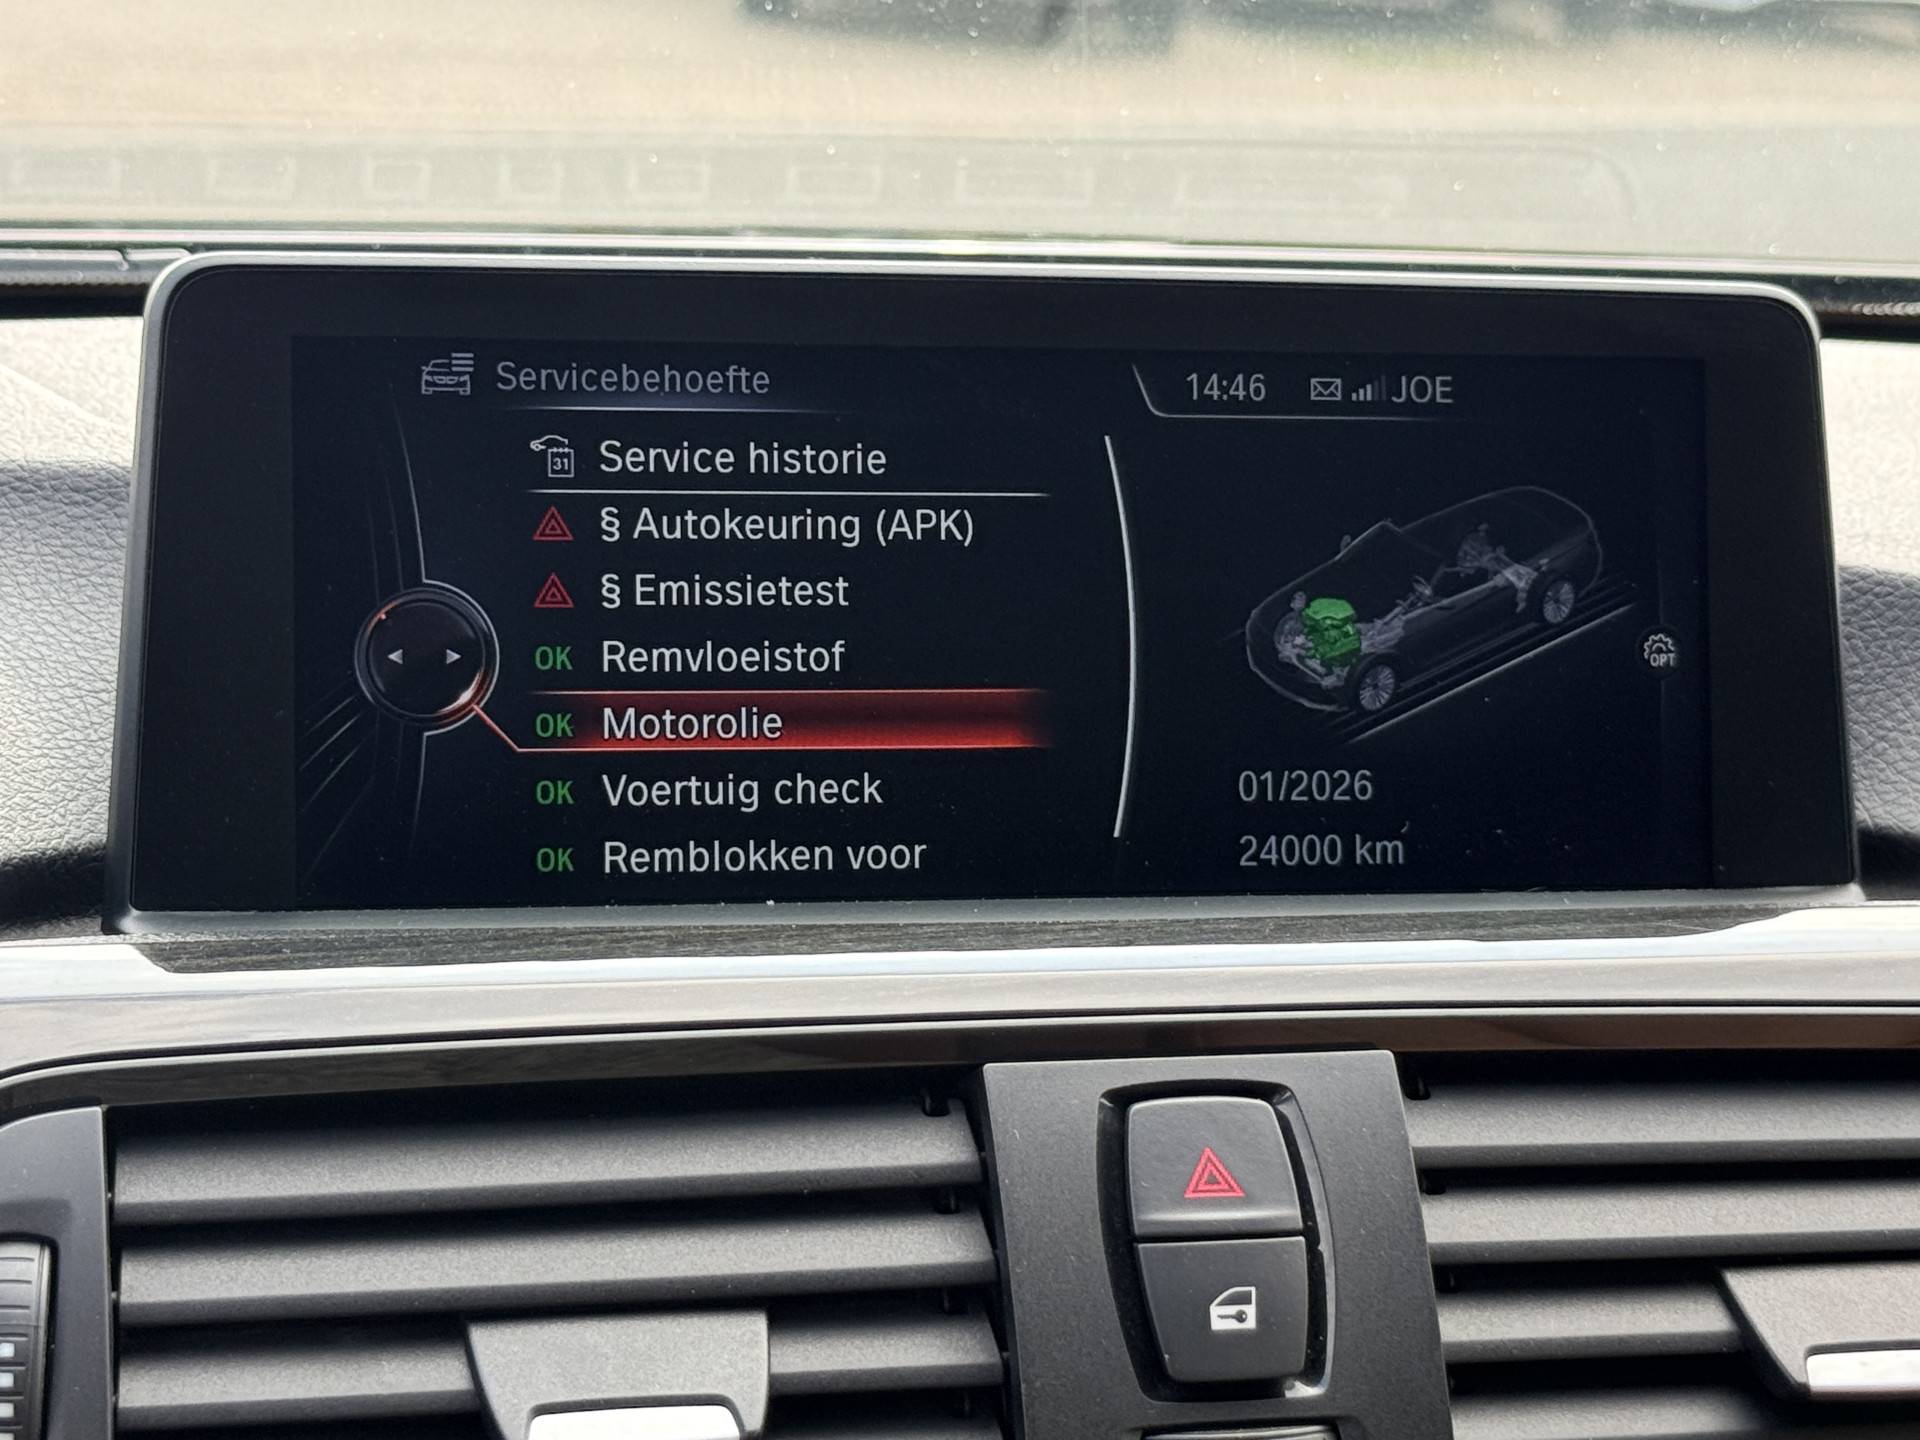 Servicebehoefte
14:46 JOE
31 Service historie
§ Autokeuring (APK)
§ Emissietest
OK Remvloeistof
OK Motorolie
OK Voertuig check
OK Remblokken voor
OPT
01/2026
24000 km